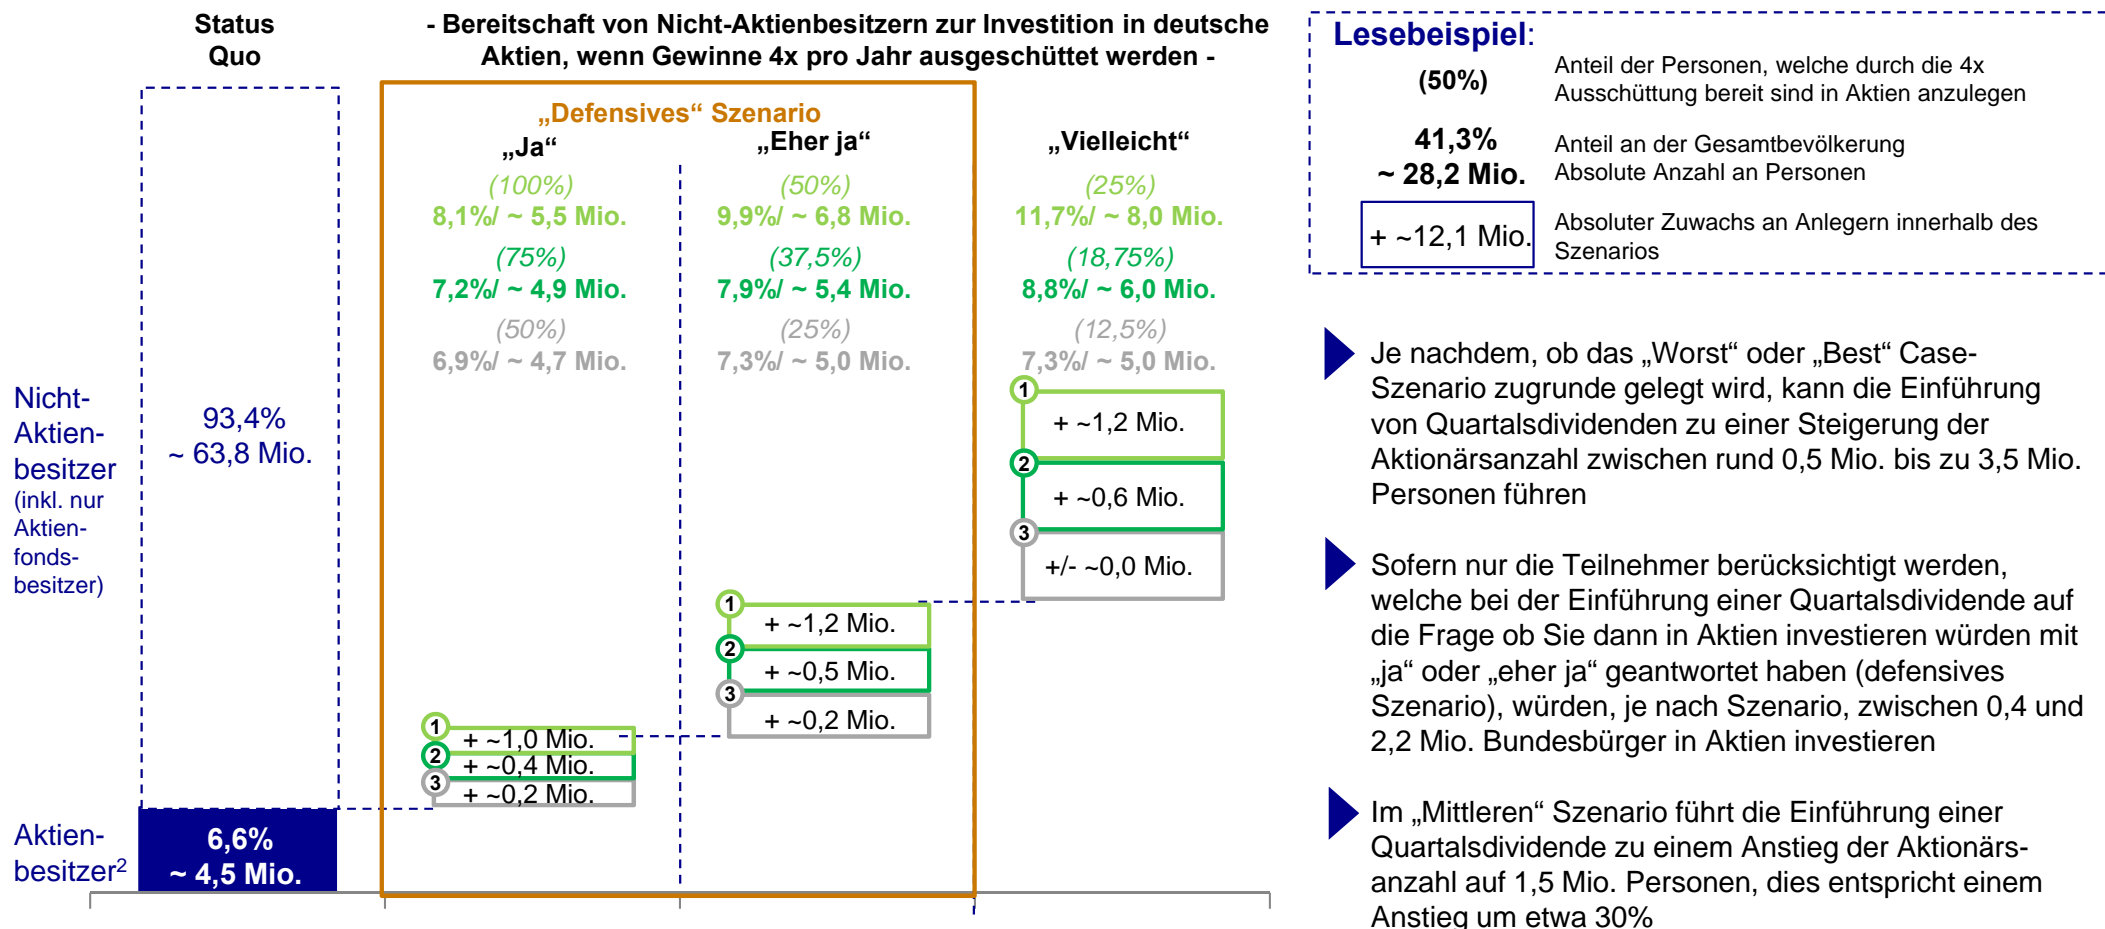 Status
Quo
- Bereitschaft von Nicht-Aktienbesitzern zur Investition in deutsche
Aktien, wenn Gewinne 4x pro Jahr ausgeschüttet werden -
„Defensives“ Szenario
„Ja“
„Eher ja“
„Vielleicht“
(100%)
8,1%/ ~ 5,5 Mio.
(75%)
7,2%/ ~ 4,9 Mio.
(50%)
6,9%/ ~ 4,7 Mio.
(50%)
9,9%/ ~ 6,8 Mio.
(37,5%)
7,9%/ ~ 5,4 Mio.
(25%)
7,3%/ ~ 5,0 Mio.
(25%)
11,7%/ ~ 8,0 Mio.
(18,75%)
8,8%/ ~ 6,0 Mio.
(12,5%)
7,3%/ ~ 5,0 Mio.
Nicht-
Aktien-
besitzer
(inkl. nur
Aktien-
fonds-
besitzer)
93,4%
~ 63,8 Mio.
Aktien-
besitzer²
6,6%
~ 4,5 Mio.
1
+ ~1,0 Mio.
2
+ ~0,4 Mio.
3
+ ~0,2 Mio.
1
+ ~1,2 Mio.
2
+ ~0,5 Mio.
3
+ ~0,2 Mio.
1
+ ~1,2 Mio.
2
+ ~0,6 Mio.
3
+/- ~0,0 Mio.
Lesebeispiel:
(50%)
Anteil der Personen, welche durch die 4x
Ausschüttung bereit sind in Aktien anzulegen
41,3%
~ 28,2 Mio.
Anteil an der Gesamtbevölkerung
Absolute Anzahl an Personen
+ ~12,1 Mio.
Absoluter Zuwachs an Anlegern innerhalb des
Szenarios
Je nachdem, ob das „Worst“ oder „Best“ Case-
Szenario zugrunde gelegt wird, kann die Einführung
von Quartalsdividenden zu einer Steigerung der
Aktionärsanzahl zwischen rund 0,5 Mio. bis zu 3,5 Mio.
Personen führen
Sofern nur die Teilnehmer berücksichtigt werden,
welche bei der Einführung einer Quartalsdividende auf
die Frage ob Sie dann in Aktien investieren würden mit
„ja“ oder „eher ja“ geantwortet haben (defensives
Szenario), würden, je nach Szenario, zwischen 0,4 und
2,2 Mio. Bundesbürger in Aktien investieren
Im „Mittleren“ Szenario führt die Einführung einer
Quartalsdividende zu einem Anstieg der Aktionärs-
anzahl auf 1,5 Mio. Personen, dies entspricht einem
Anstieg um etwa 30%